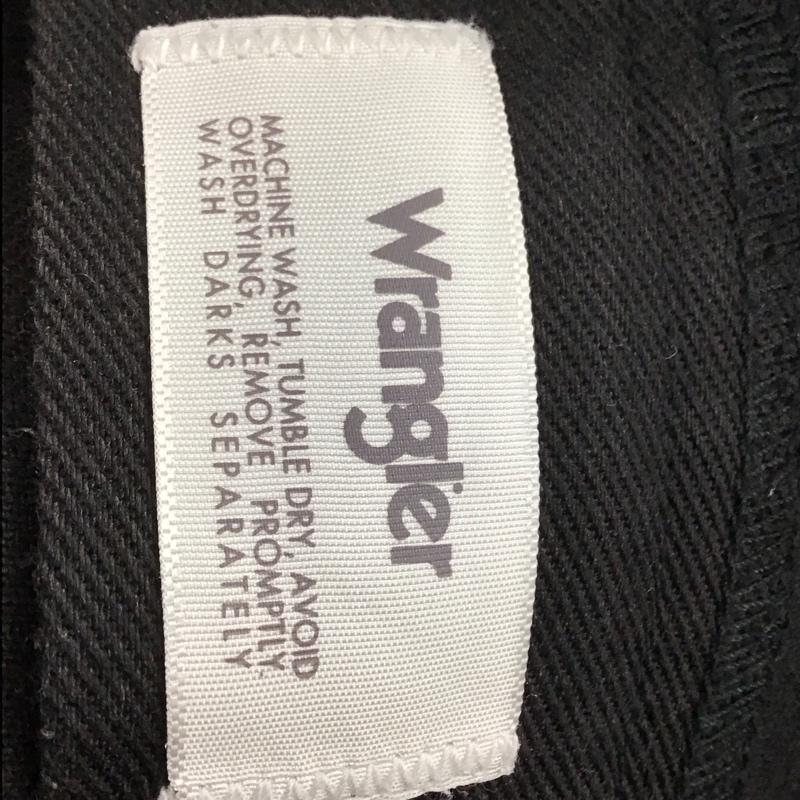 Wrangler
MACHINE WASH, TUMBLE DRY, AVOID
OVERDRYING, REMOVE PROMPTLY
WASH DARKS SEPARATELY